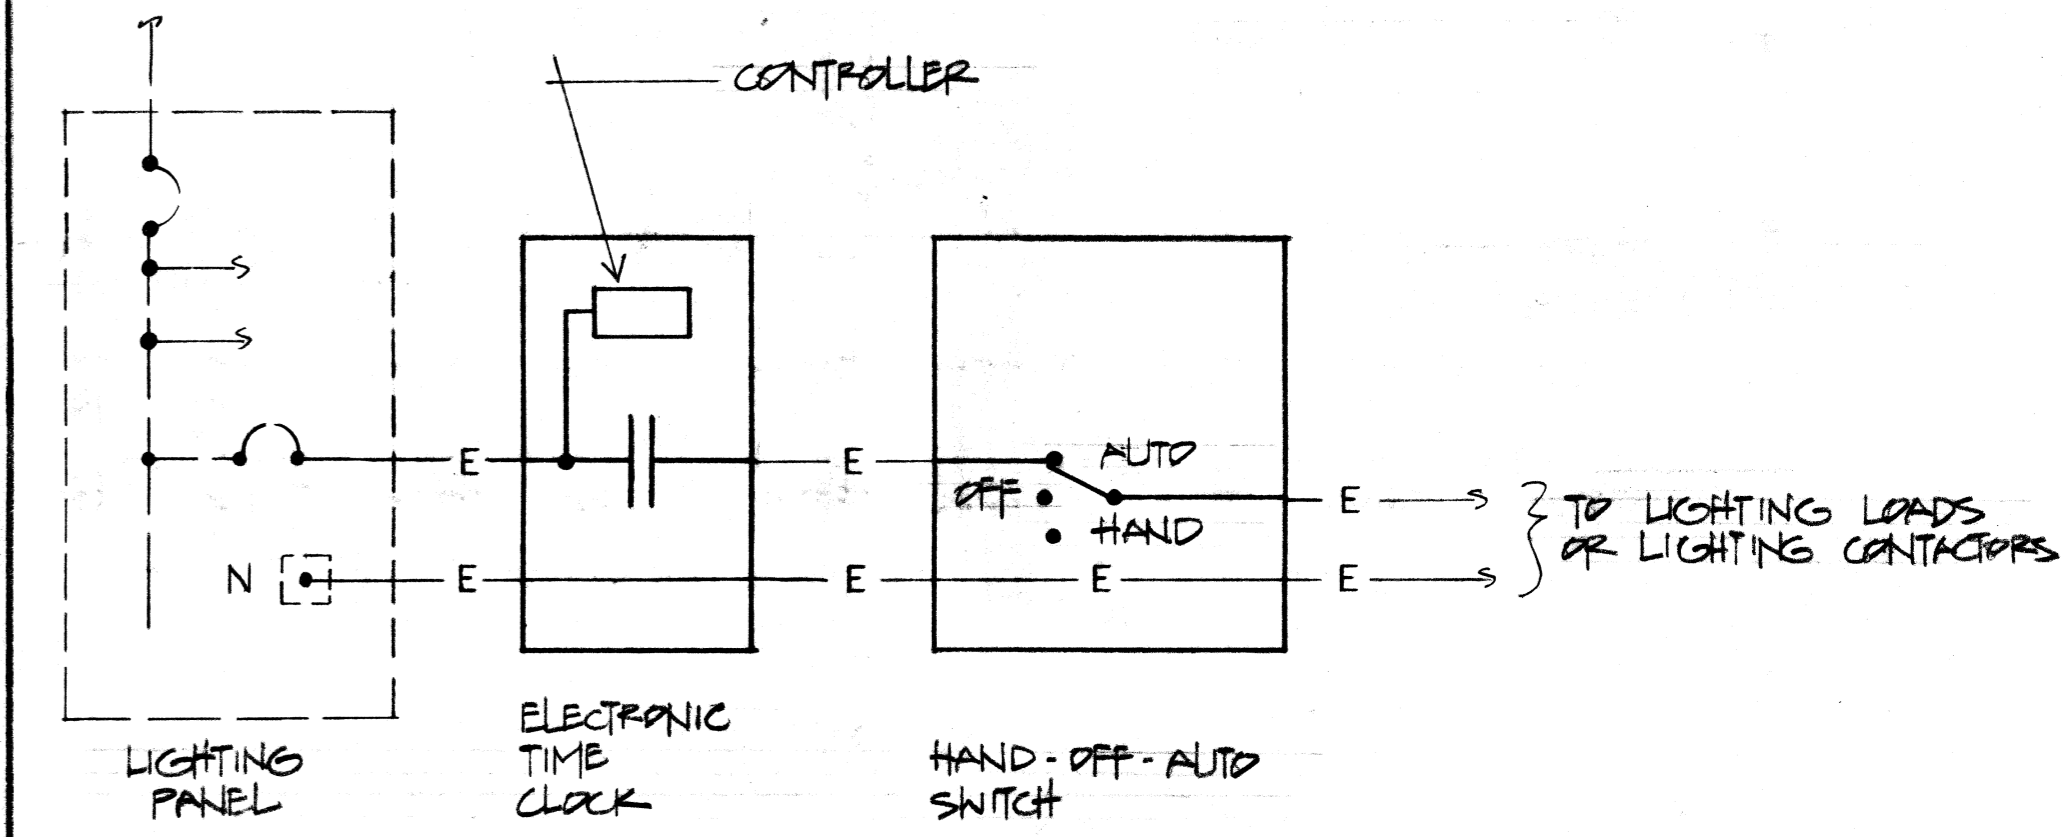 CONTROLLER
E
E
AUTO
OFF
E
HAND
TO LIGHTING LOADS
OR LIGHTING CONTACTORS
N
E
E
E
E
LIGHTING
PANEL
ELECTRONIC
TIME
CLOCK
HAND-OFF-AUTO
SWITCH